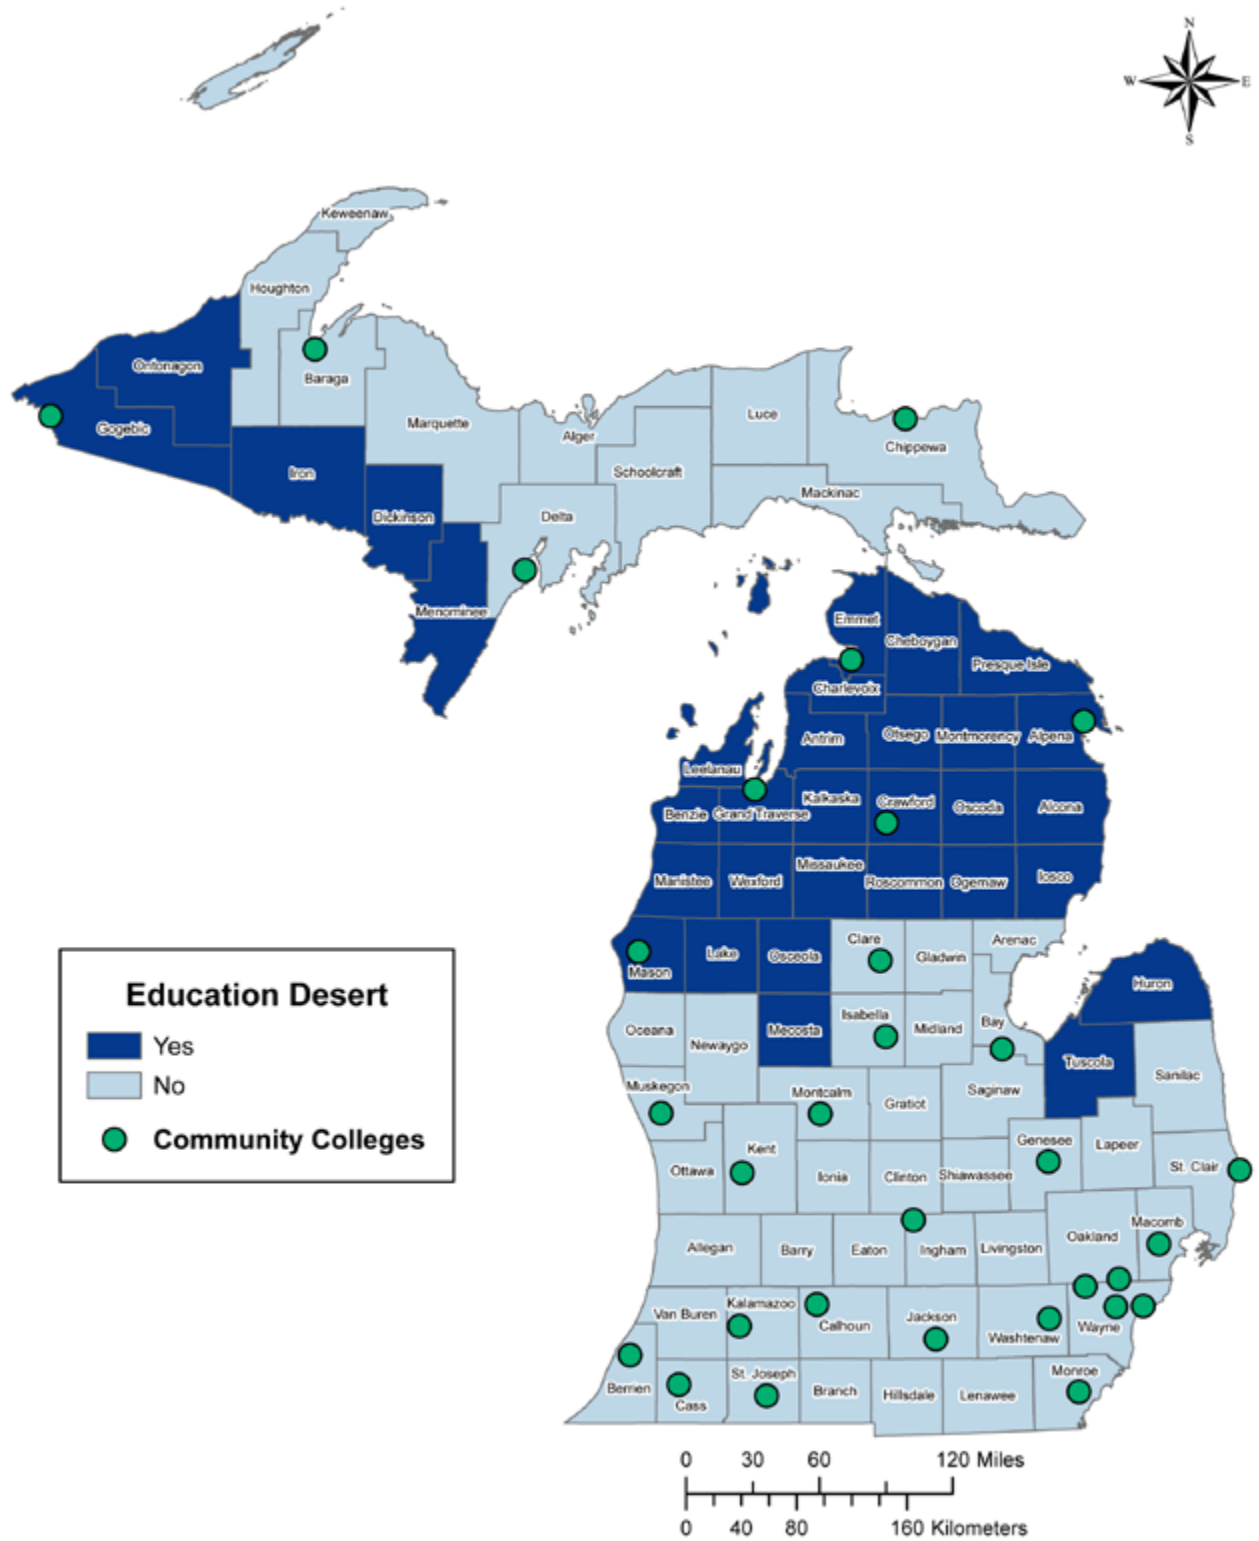 N
W E
S
Keweenaw
Houghton
Ontonagon
Baraga
Gogebic
Marquette
Alger
Luce
Chippewa
Iron
Schoolcraft
Mackinac
Dickinson
Delta
Menominee
Emmet
Cheboygan
Presque Isle
Charlevoix
Antrim
Otsego
Montmorency
Alpena
Leelanau
Benzie
Grand Traverse
Kalkaska
Crawford
Oscoda
Alcona
Manistee
Wexford
Missaukee
Roscommon
Ogemaw
Iosco
Mason
Lake
Osceola
Clare
Gladwin
Arenac
Huron
Education Desert
Yes
No
Community Colleges
Oceana
Newaygo
Mecosta
Isabella
Midland
Bay
Tuscola
Sanilac
Muskegon
Montcalm
Gratiot
Saginaw
Genesee
Lapeer
St. Clair
Ottawa
Kent
Ionia
Clinton
Shiawassee
Allegan
Barry
Eaton
Ingham
Livingston
Oakland
Macomb
Van Buren
Kalamazoo
Calhoun
Jackson
Washtenaw
Wayne
Berrien
Cass
St. Joseph
Branch
Hillsdale
Lenawee
Monroe
0 30 60 120 Miles
0 40 80 160 Kilometers